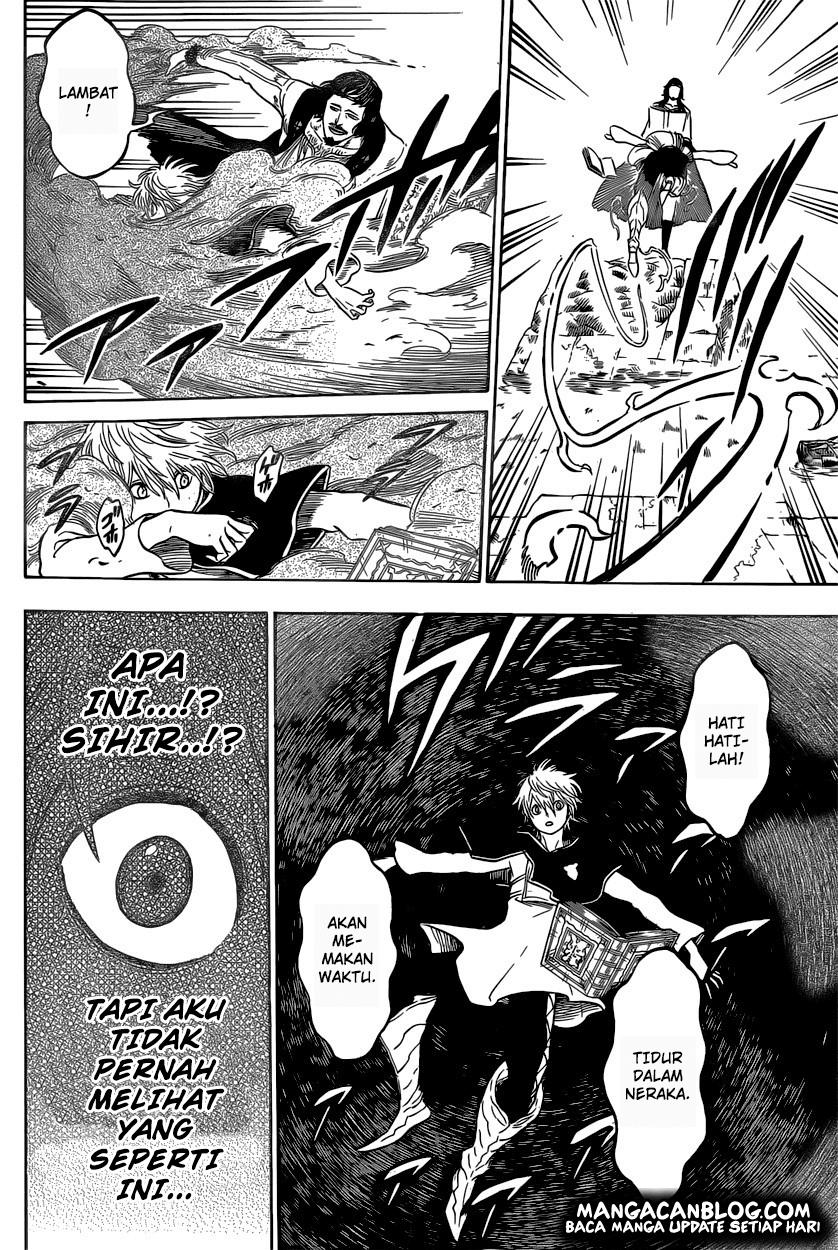 LAMBAT
!
HATI
HATI-
LAH!
AKAN
ME-
MAKAN
WAKTU.
TIDUR
DALAM
NERAKA.
APA
INI...!?
SIHIR..!?
TAPI AKU
TIDAK
PERNAH
MELIHAT
YANG
SEPERTI
INI...
MANGACANBLOG.COM
BACA MANGA UPDATE SETIAP HARI